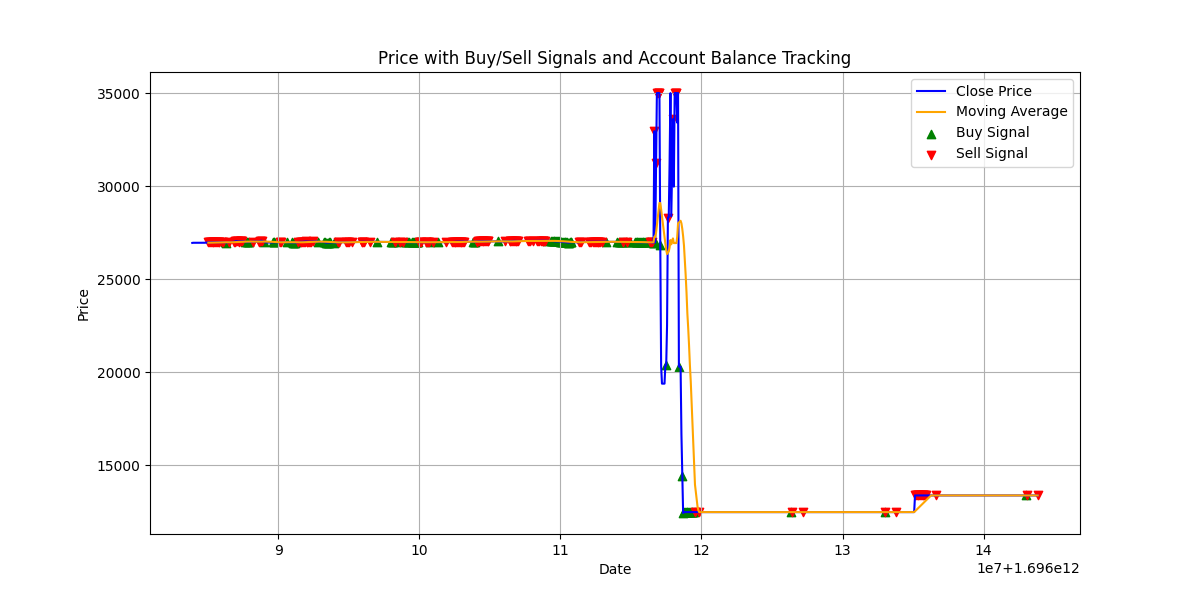 Price with Buy/Sell Signals and Account Balance Tracking
35000
30000
25000
20000
15000
Price
Close Price
Moving Average
Buy Signal
Sell Signal
9 10 11 12 13 14
Date
1e7+1.696e12